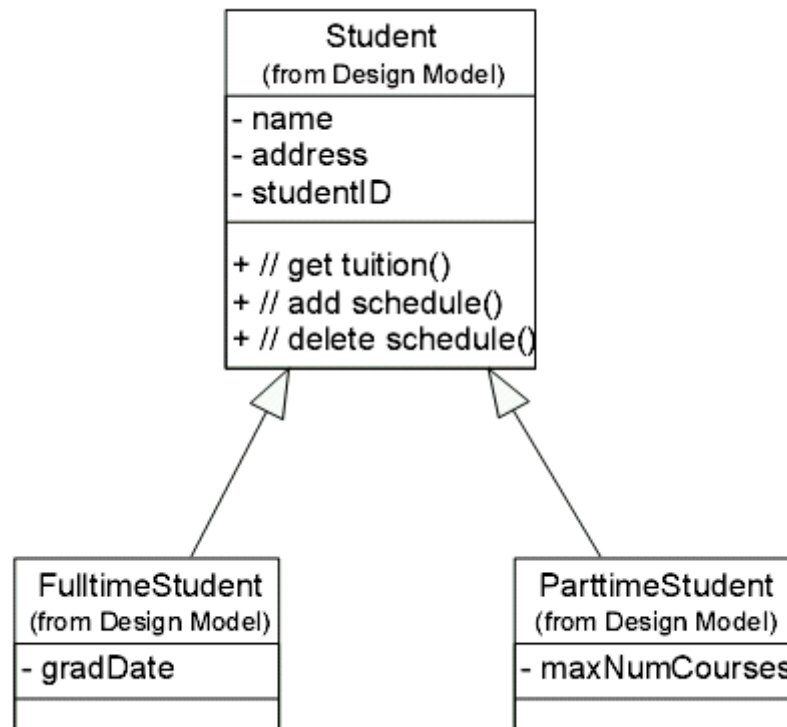 Student
(from Design Model)
- name
- address
- studentID
+ // get tuition()
+ // add schedule()
+ // delete schedule()
FulltimeStudent
(from Design Model)
- gradDate
ParttimeStudent
(from Design Model)
- maxNumCourses